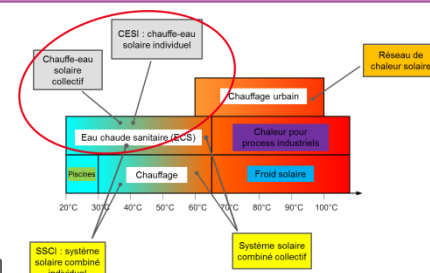 CESI : chauffe-eau
solaire individuel
Chauffe-eau
solaire
collectif
Réseau de
chaleur solaire
Chauffage urbain
Eau chaude sanitaire (ECS)
Chaleur pour
process industriels
Piscines
Chauffage
Froid solaire
20°C 30°C 40°C 50°C 60°C 70°C 80°C 90°C 100°C
SSCI : système
solaire combiné
individuel
Système solaire
combiné collectif